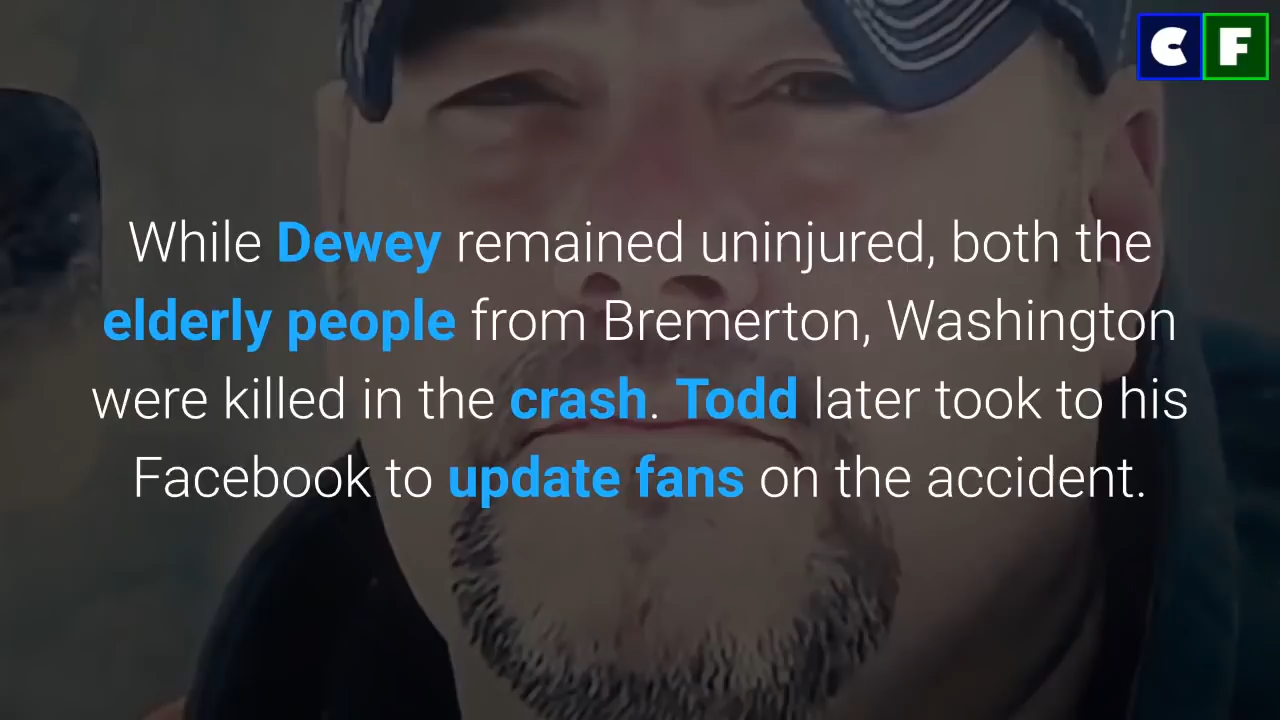 C F
While Dewey remained uninjured, both the
elderly people from Bremerton, Washington
were killed in the crash. Todd later took to his
Facebook to update fans on the accident.